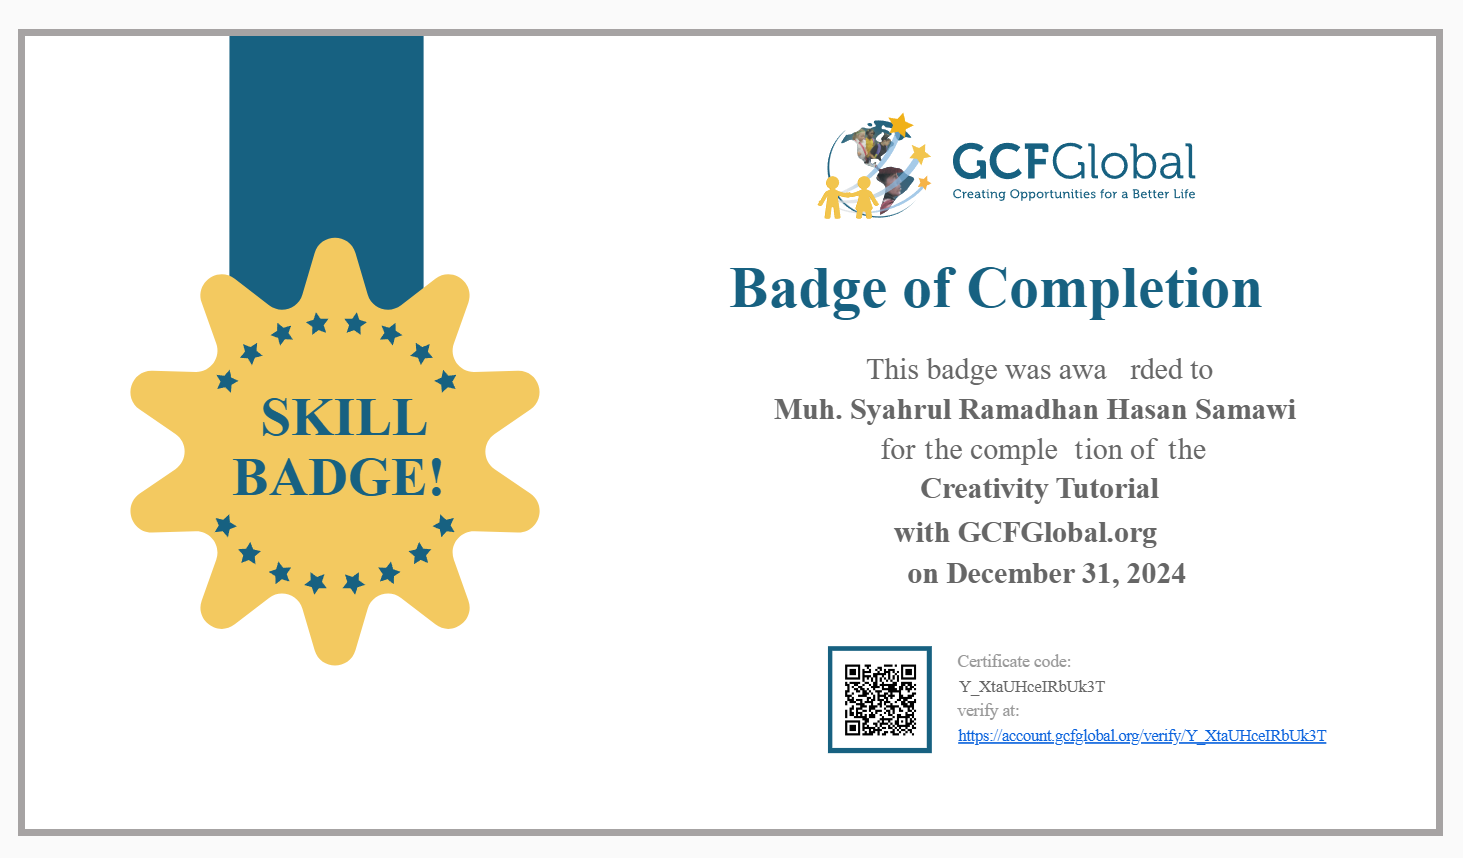 SKILL
BADGE!
GCFGlobal
Creating Opportunities for a Better Life
Badge of Completion
This badge was awa rded to
Muh. Syahrul Ramadhan Hasan Samawi
for the comple tion of the
Creativity Tutorial
with GCFGlobal.org
on December 31, 2024
Certificate code:
Y_XtaUHceIRbUk3T
verify at:
https://account.gcfglobal.org/verify/Y_XtaUHceIRbUk3T